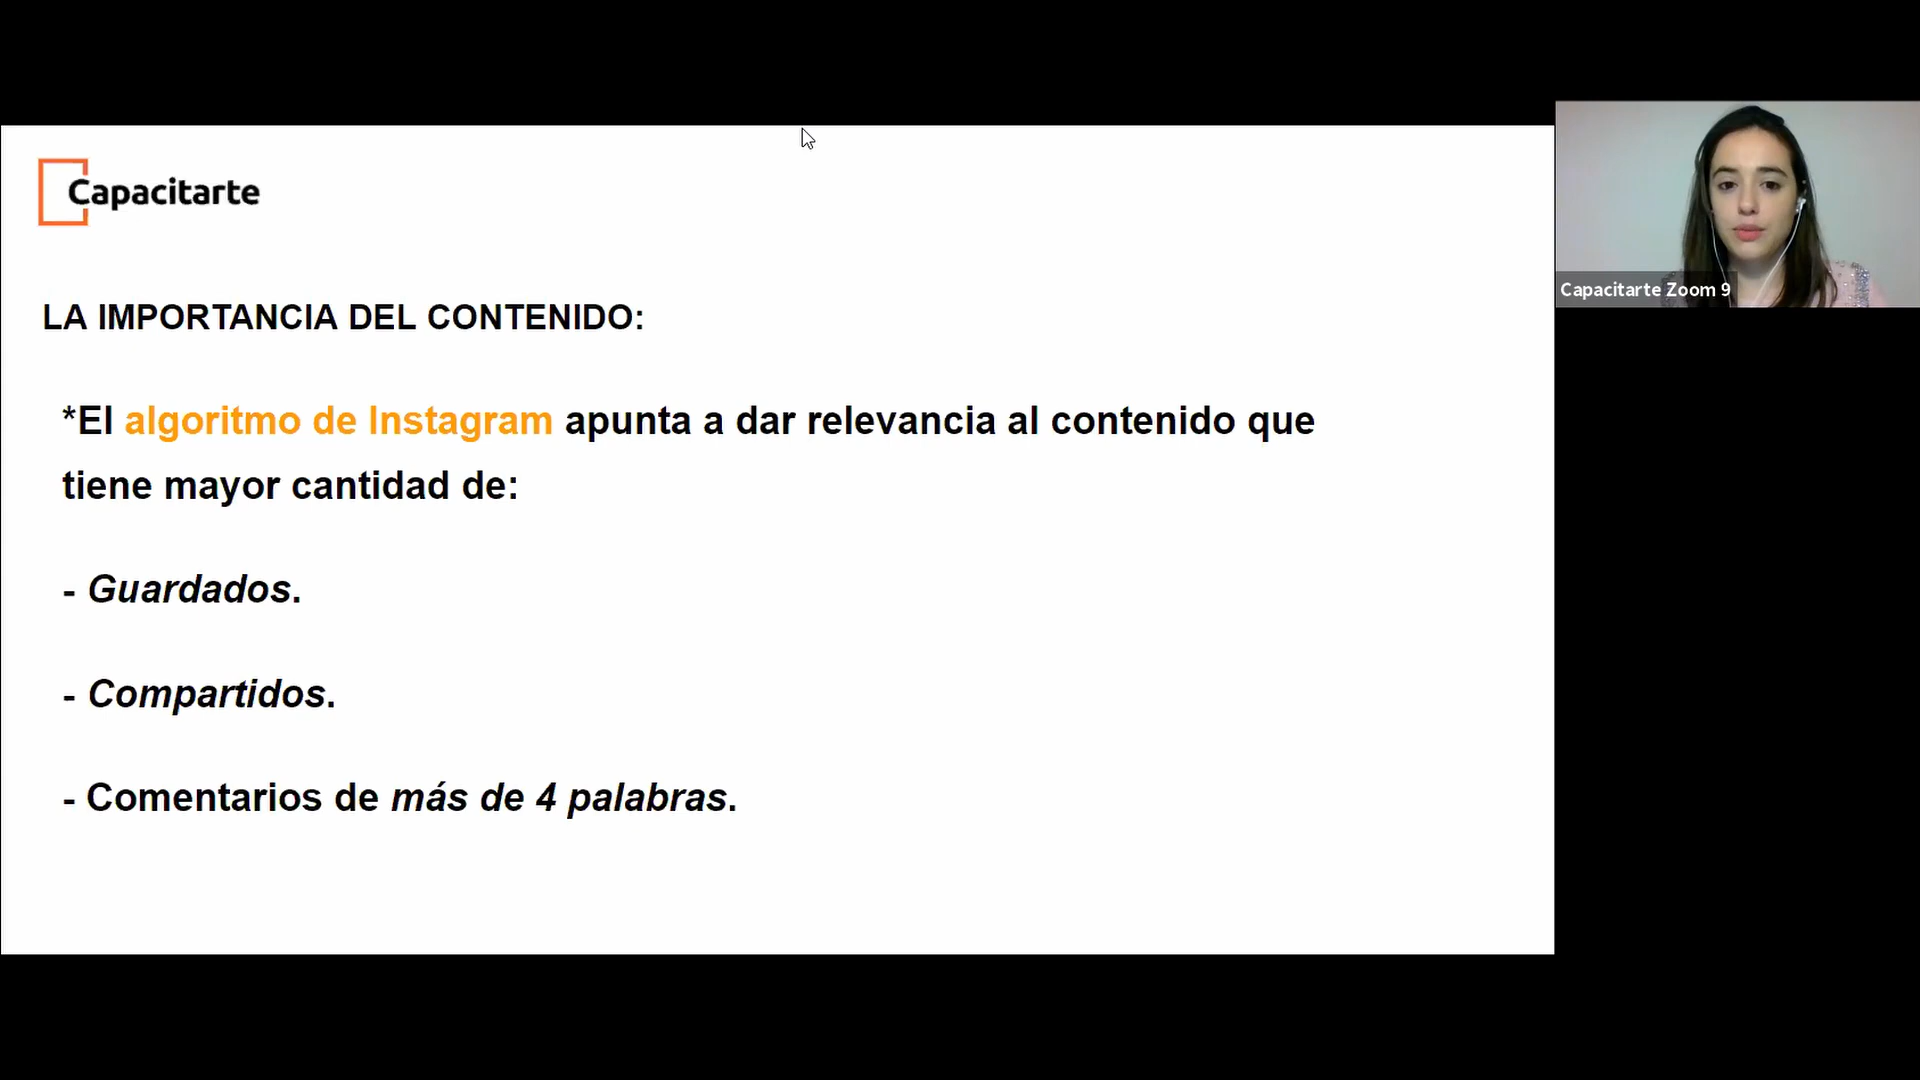 Capacitarte
LA IMPORTANCIA DEL CONTENIDO:
*El algoritmo de Instagram apunta a dar relevancia al contenido que
tiene mayor cantidad de:
- Guardados.
- Compartidos.
- Comentarios de más de 4 palabras.
Capacitarte Zoom 9